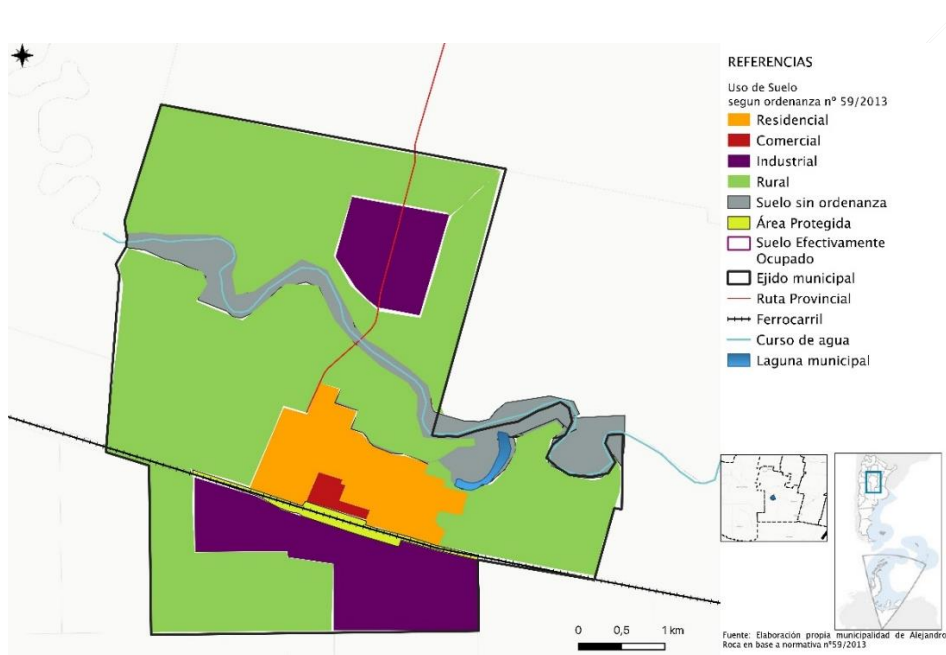 REFERENCIAS
Uso de Suelo
segun ordenanza nº 59/2013
Residencial
Comercial
Industrial
Rural
Suelo sin ordenanza
Área Protegida
Suelo Efectivamente
Ocupado
Ejido municipal
Ruta Provincial
Ferrocarril
Curso de agua
Laguna municipal
0 0,5 1 km
Fuente: Elaboración propia municipalidad de Alejandro
Roca en base a normativa nº59/2013